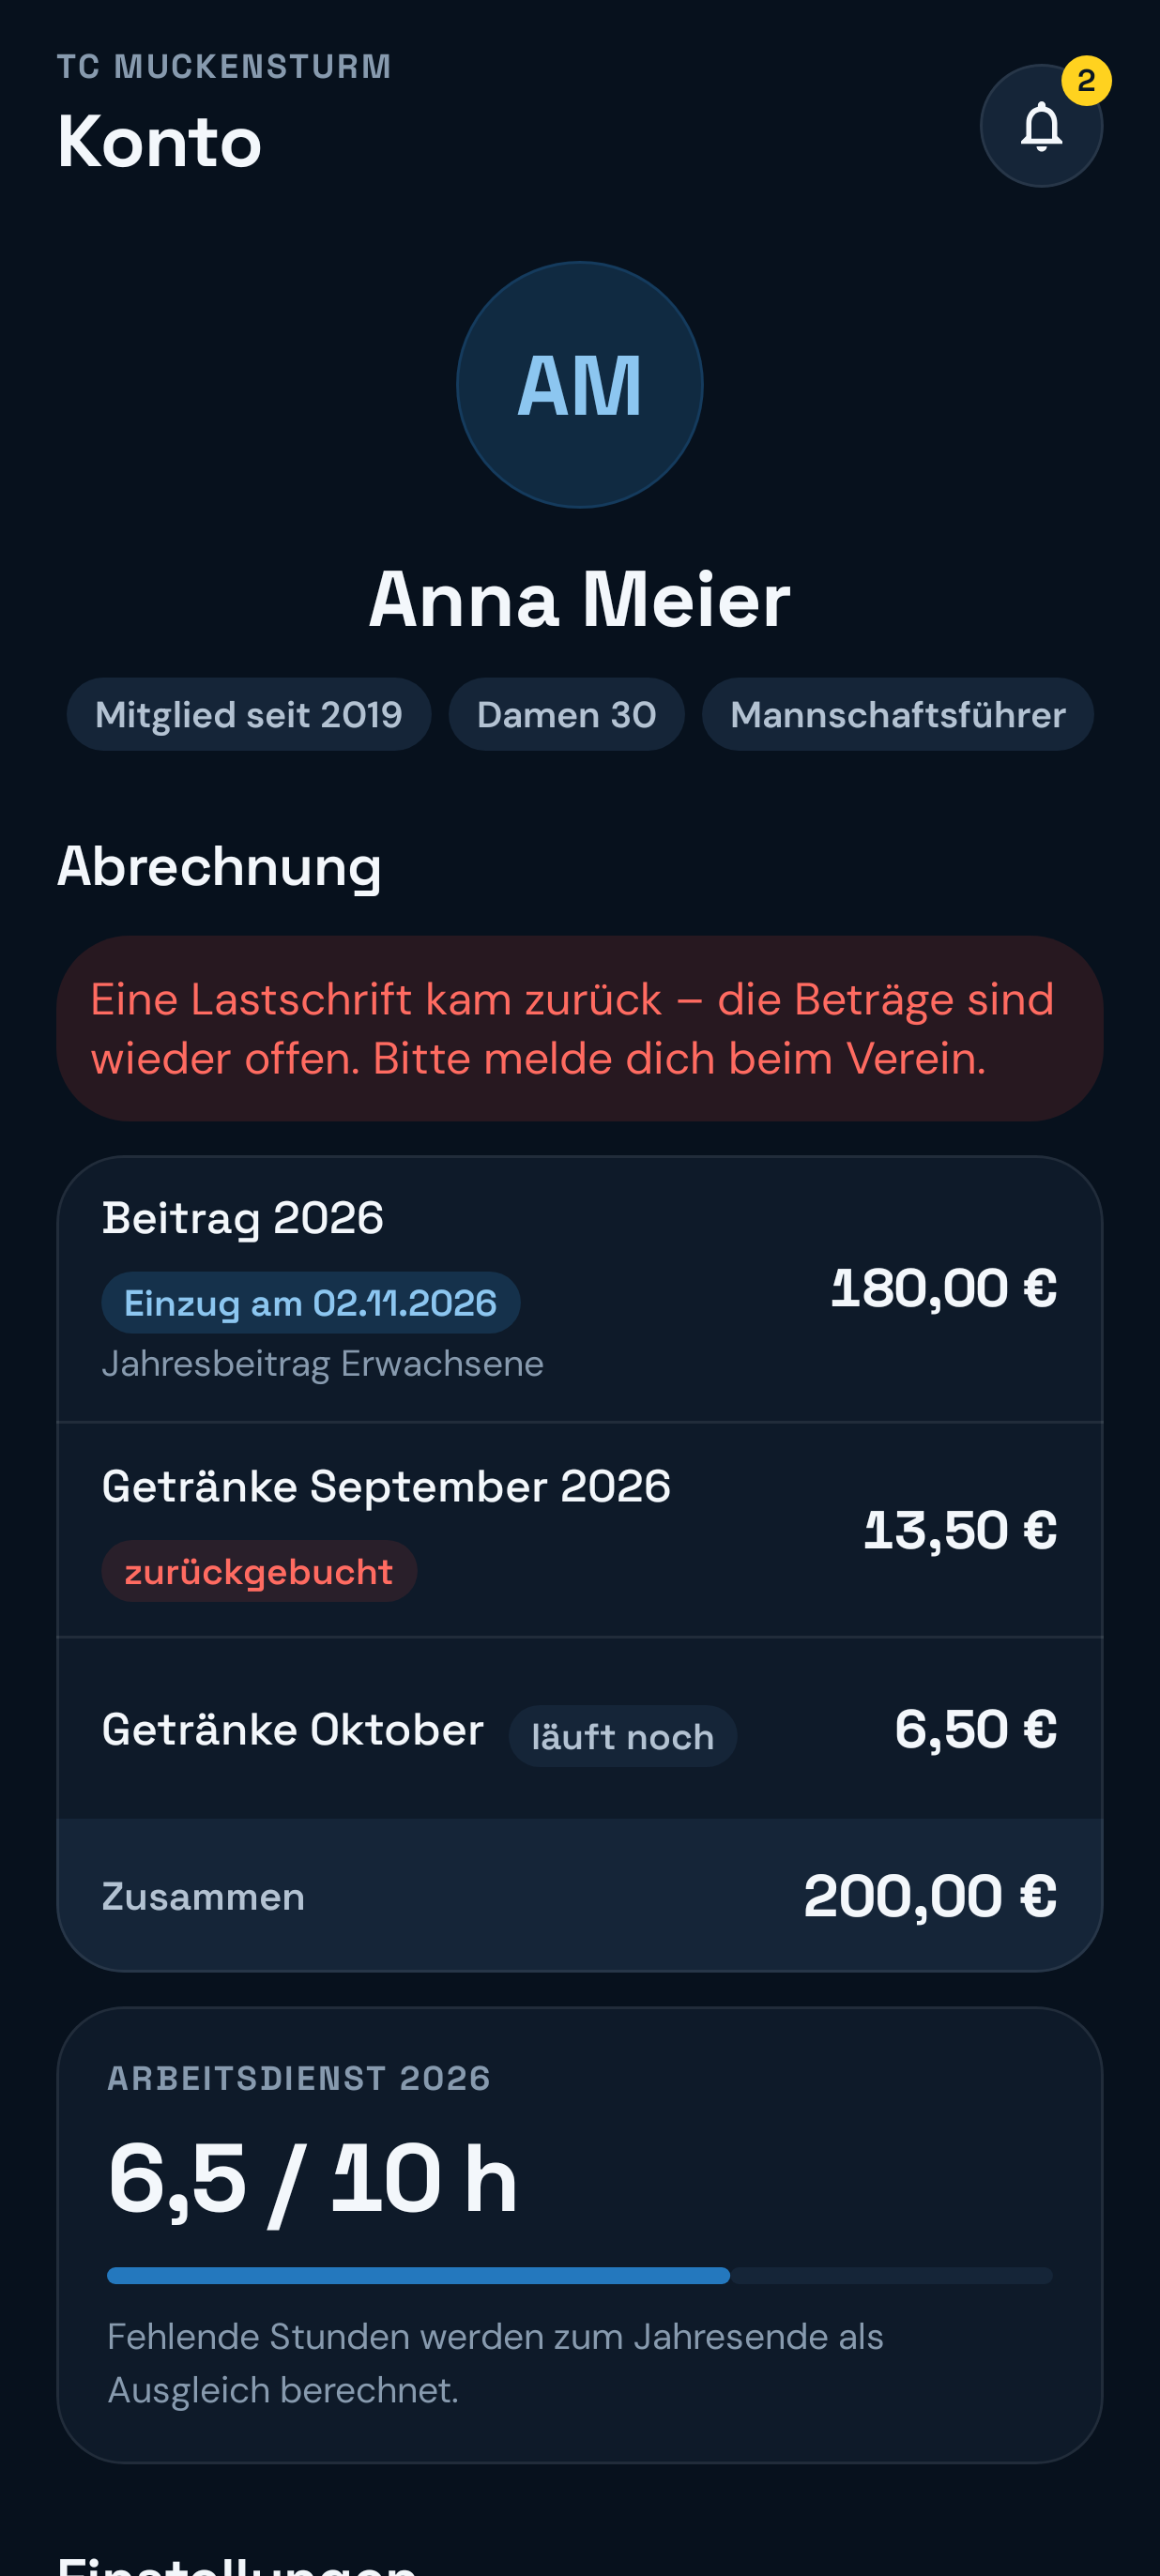 TC MUCKENSTURM
Konto
2
AM
Anna Meier
Mitglied seit 2019
Damen 30
Mannschaftsführer
Abrechnung
Eine Lastschrift kam zurück – die Beträge sind
wieder offen. Bitte melde dich beim Verein.
Beitrag 2026
Einzug am 02.11.2026
180,00 €
Jahresbeitrag Erwachsene
Getränke September 2026
zurückgebucht
13,50 €
Getränke Oktober läuft noch 6,50 €
Zusammen 200,00 €
ARBEITSDIENST 2026
6,5 / 10 h
Fehlende Stunden werden zum Jahresende als
Ausgleich berechnet.
Einstellungen